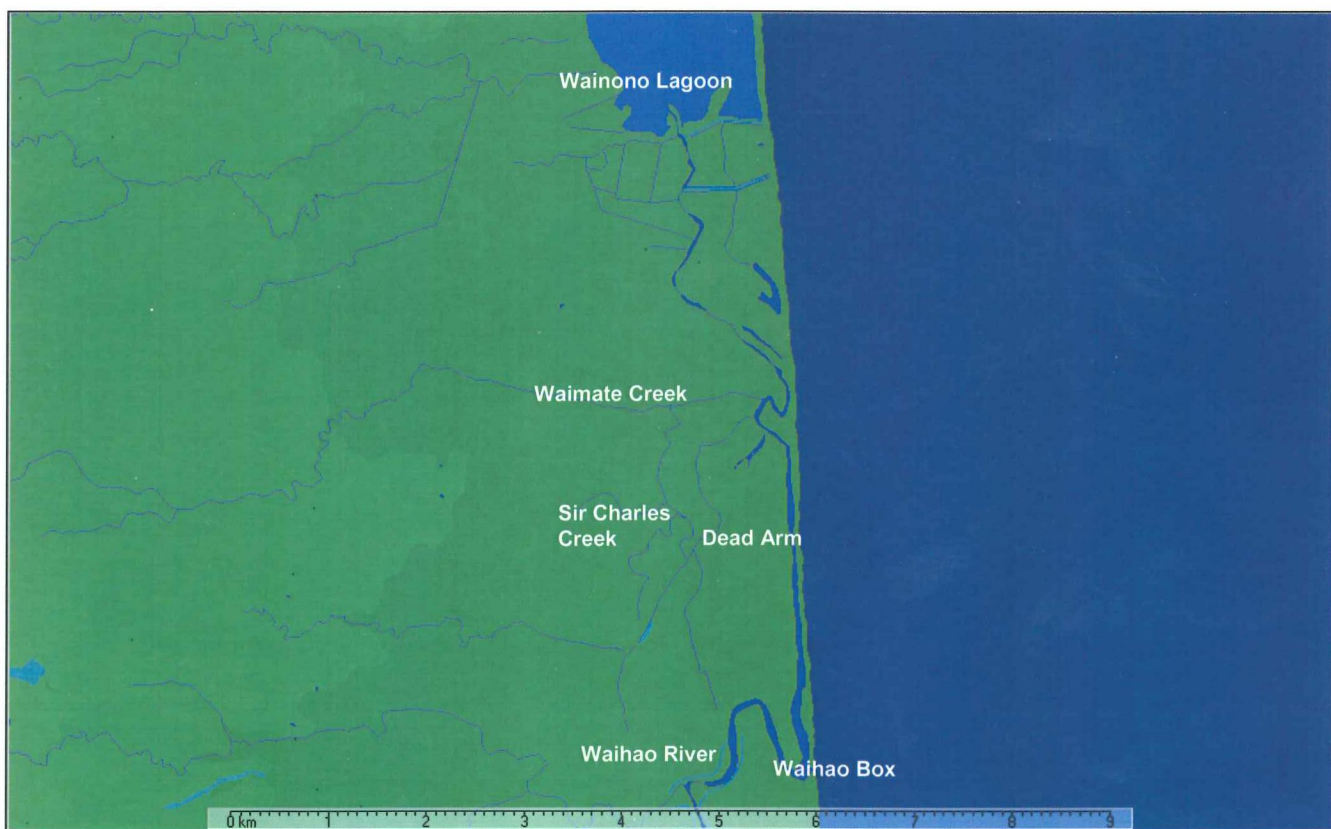 Wainono Lagoon
Waimate Creek
Sir Charles
Creek
Dead Arm
Waihao River
Waihao Box
0 km 1 2 3 4 5 6 7 8 9